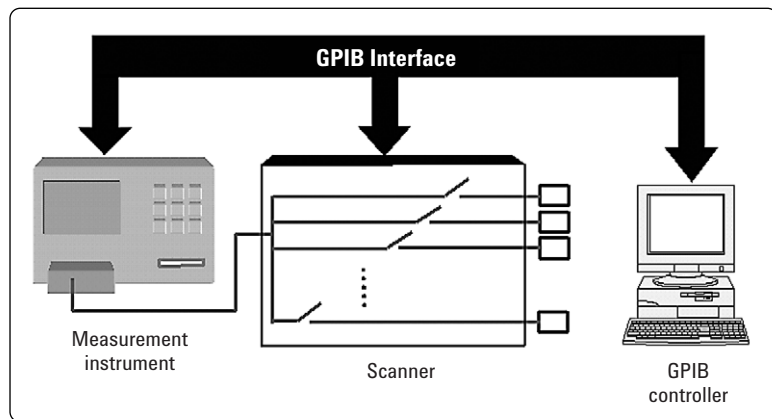 GPIB Interface
Measurement
instrument
Scanner
GPIB
controller